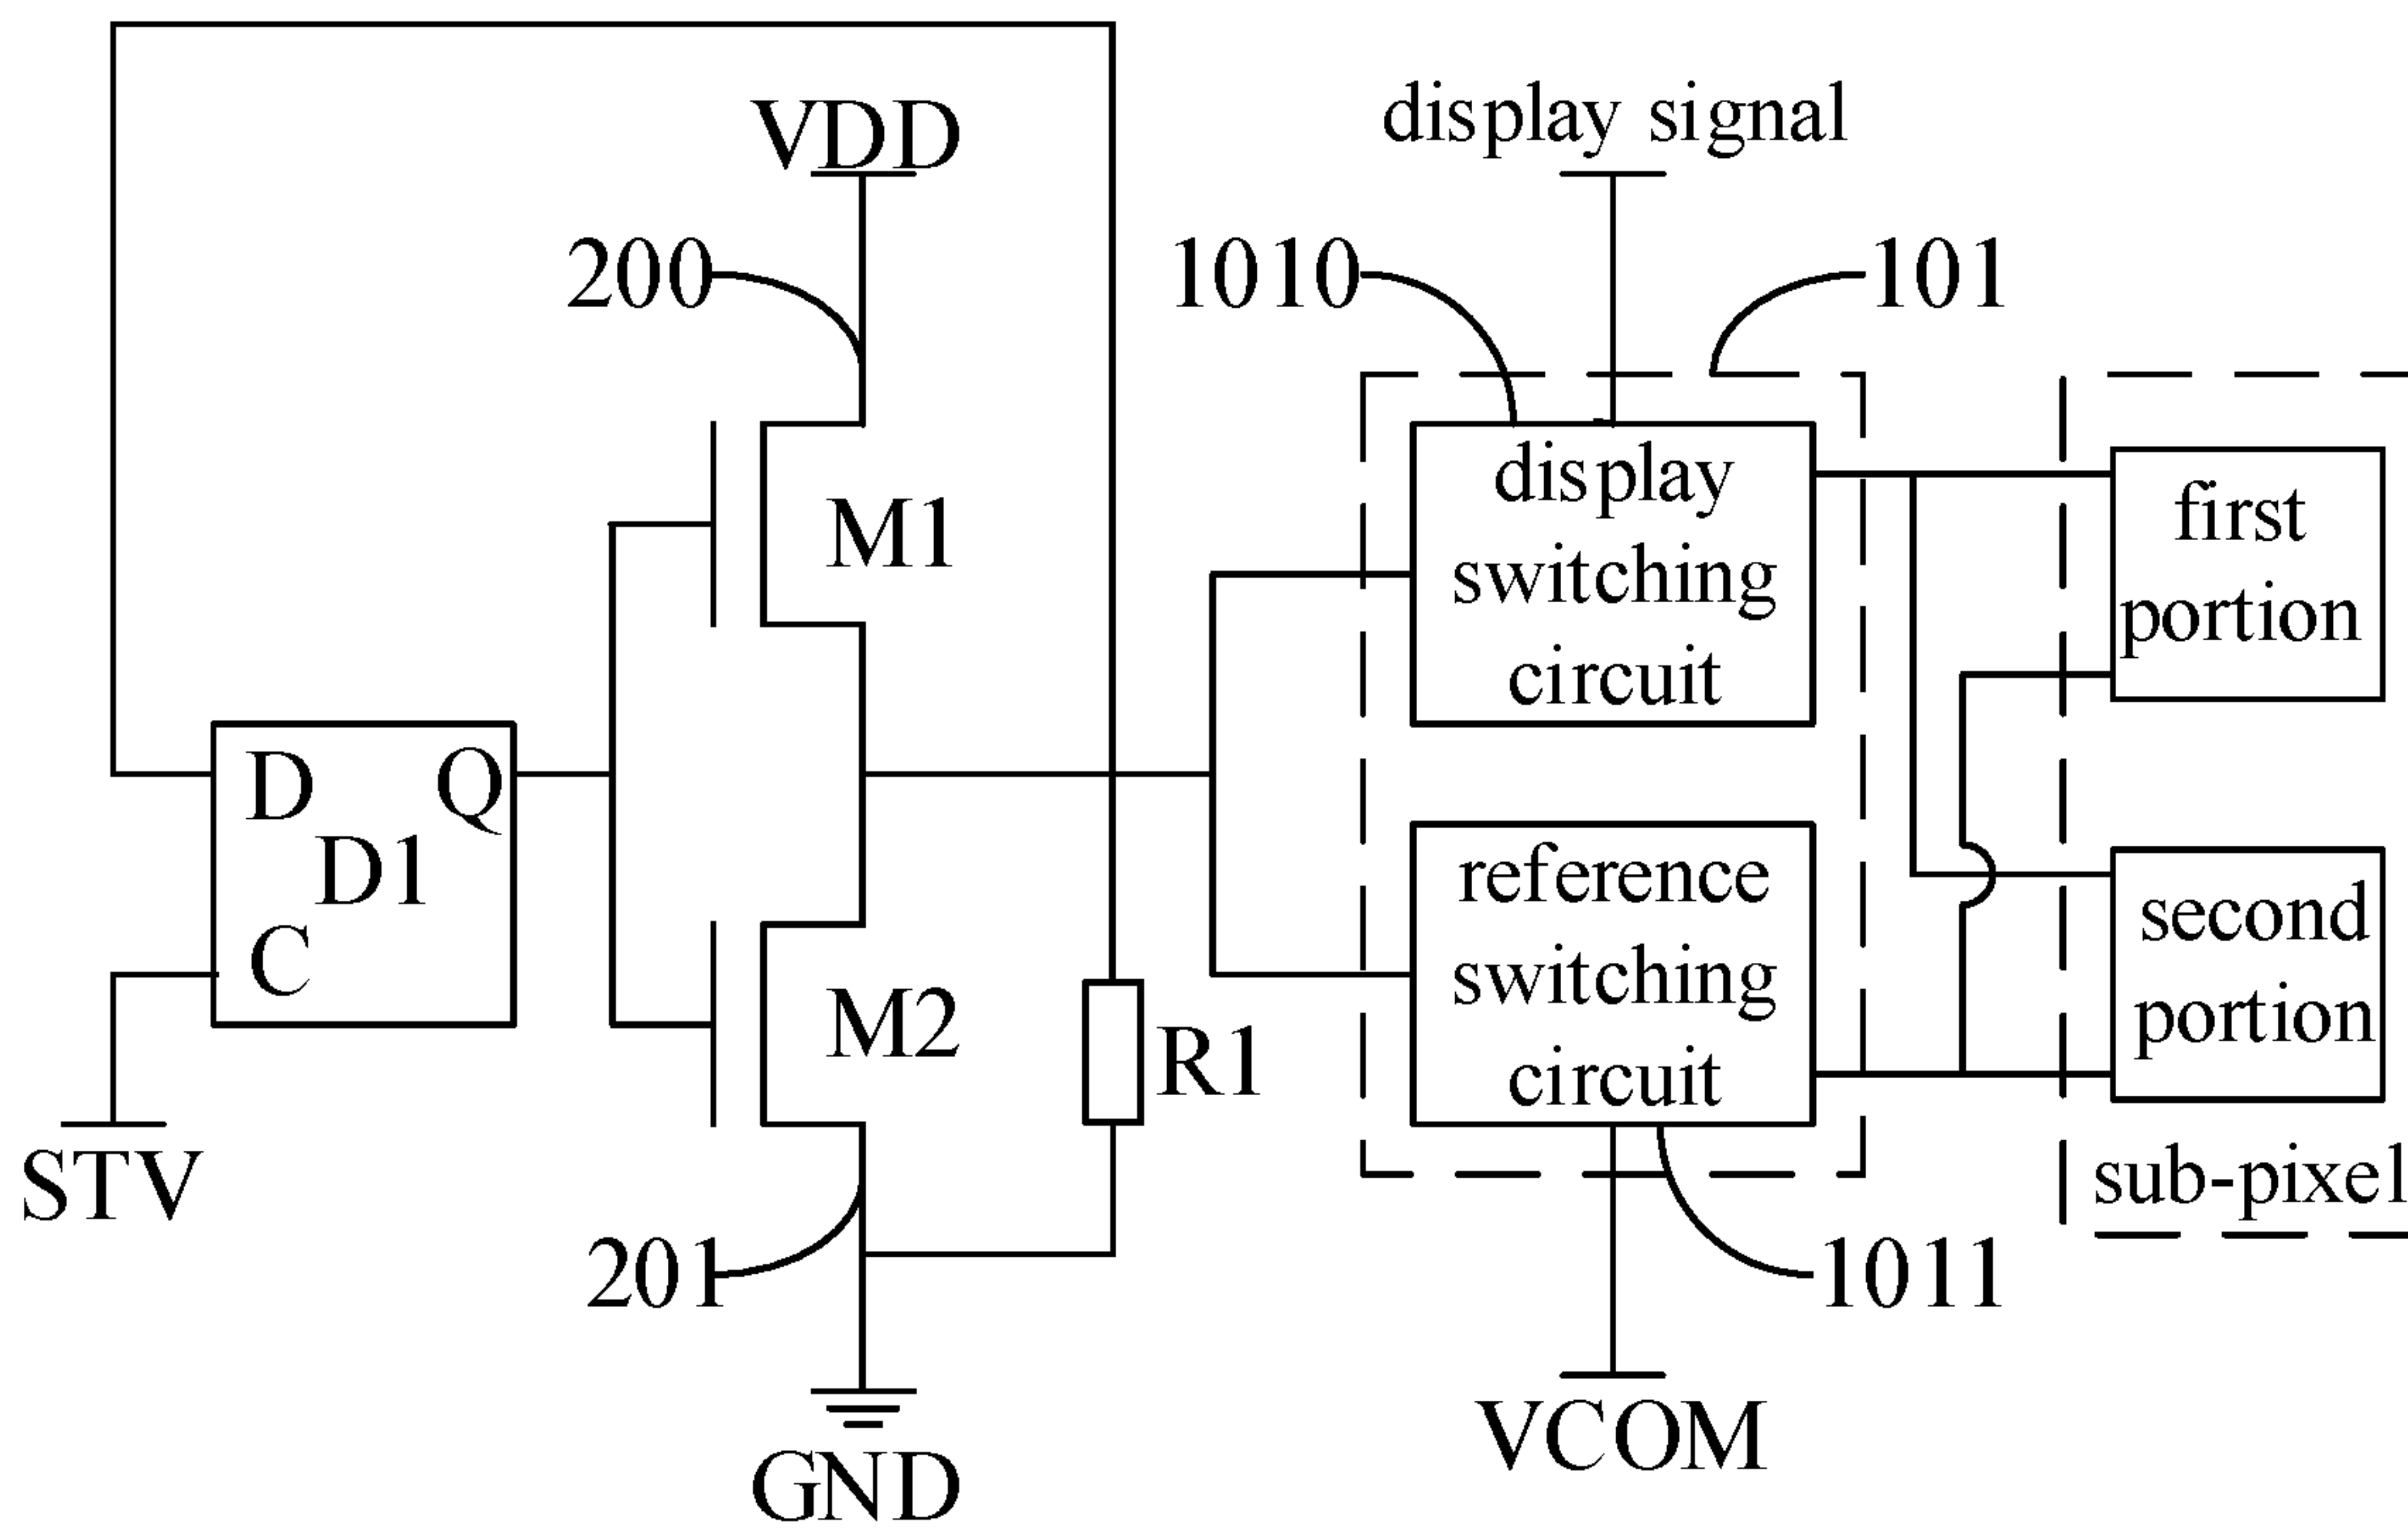 VDD
display signal
200
1010
101
M1
display
switching
circuit
first
portion
D
Q
D1
C
M2
R1
reference
switching
circuit
second
portion
STV
sub-pixel
201
1011
GND
VCOM